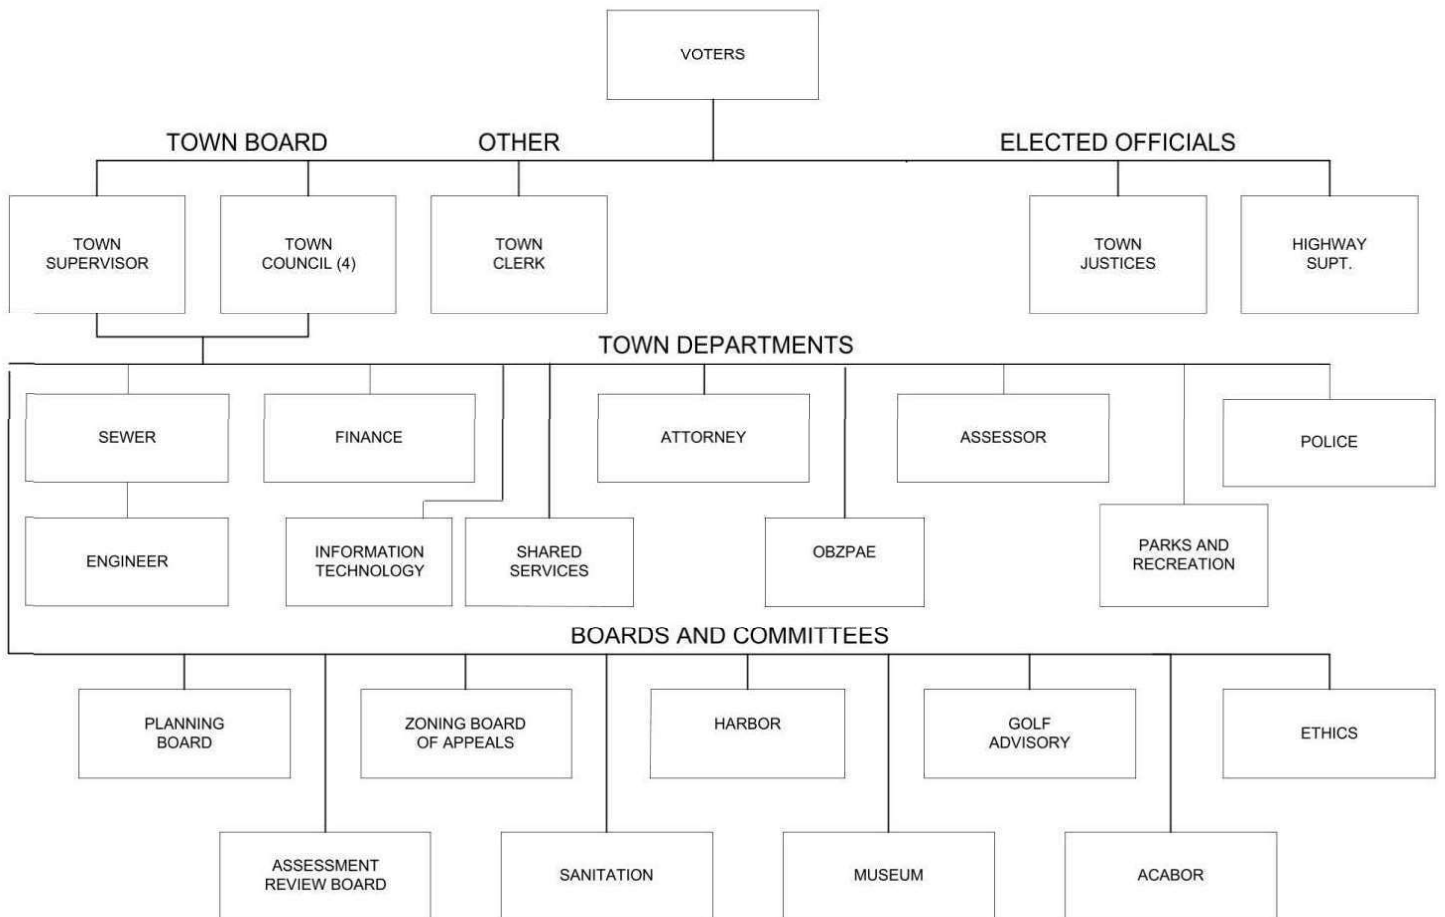 VOTERS
TOWN BOARD
OTHER
ELECTED OFFICIALS
TOWN
SUPERVISOR
TOWN
COUNCIL (4)
TOWN
CLERK
TOWN
JUSTICES
HIGHWAY
SUPT.
TOWN DEPARTMENTS
SEWER
FINANCE
ATTORNEY
ASSESSOR
POLICE
ENGINEER
INFORMATION
TECHNOLOGY
SHARED
SERVICES
OBZPAE
PARKS AND
RECREATION
BOARDS AND COMMITTEES
PLANNING
BOARD
ZONING BOARD
OF APPEALS
HARBOR
GOLF
ADVISORY
ETHICS
ASSESSMENT
REVIEW BOARD
SANITATION
MUSEUM
ACABOR